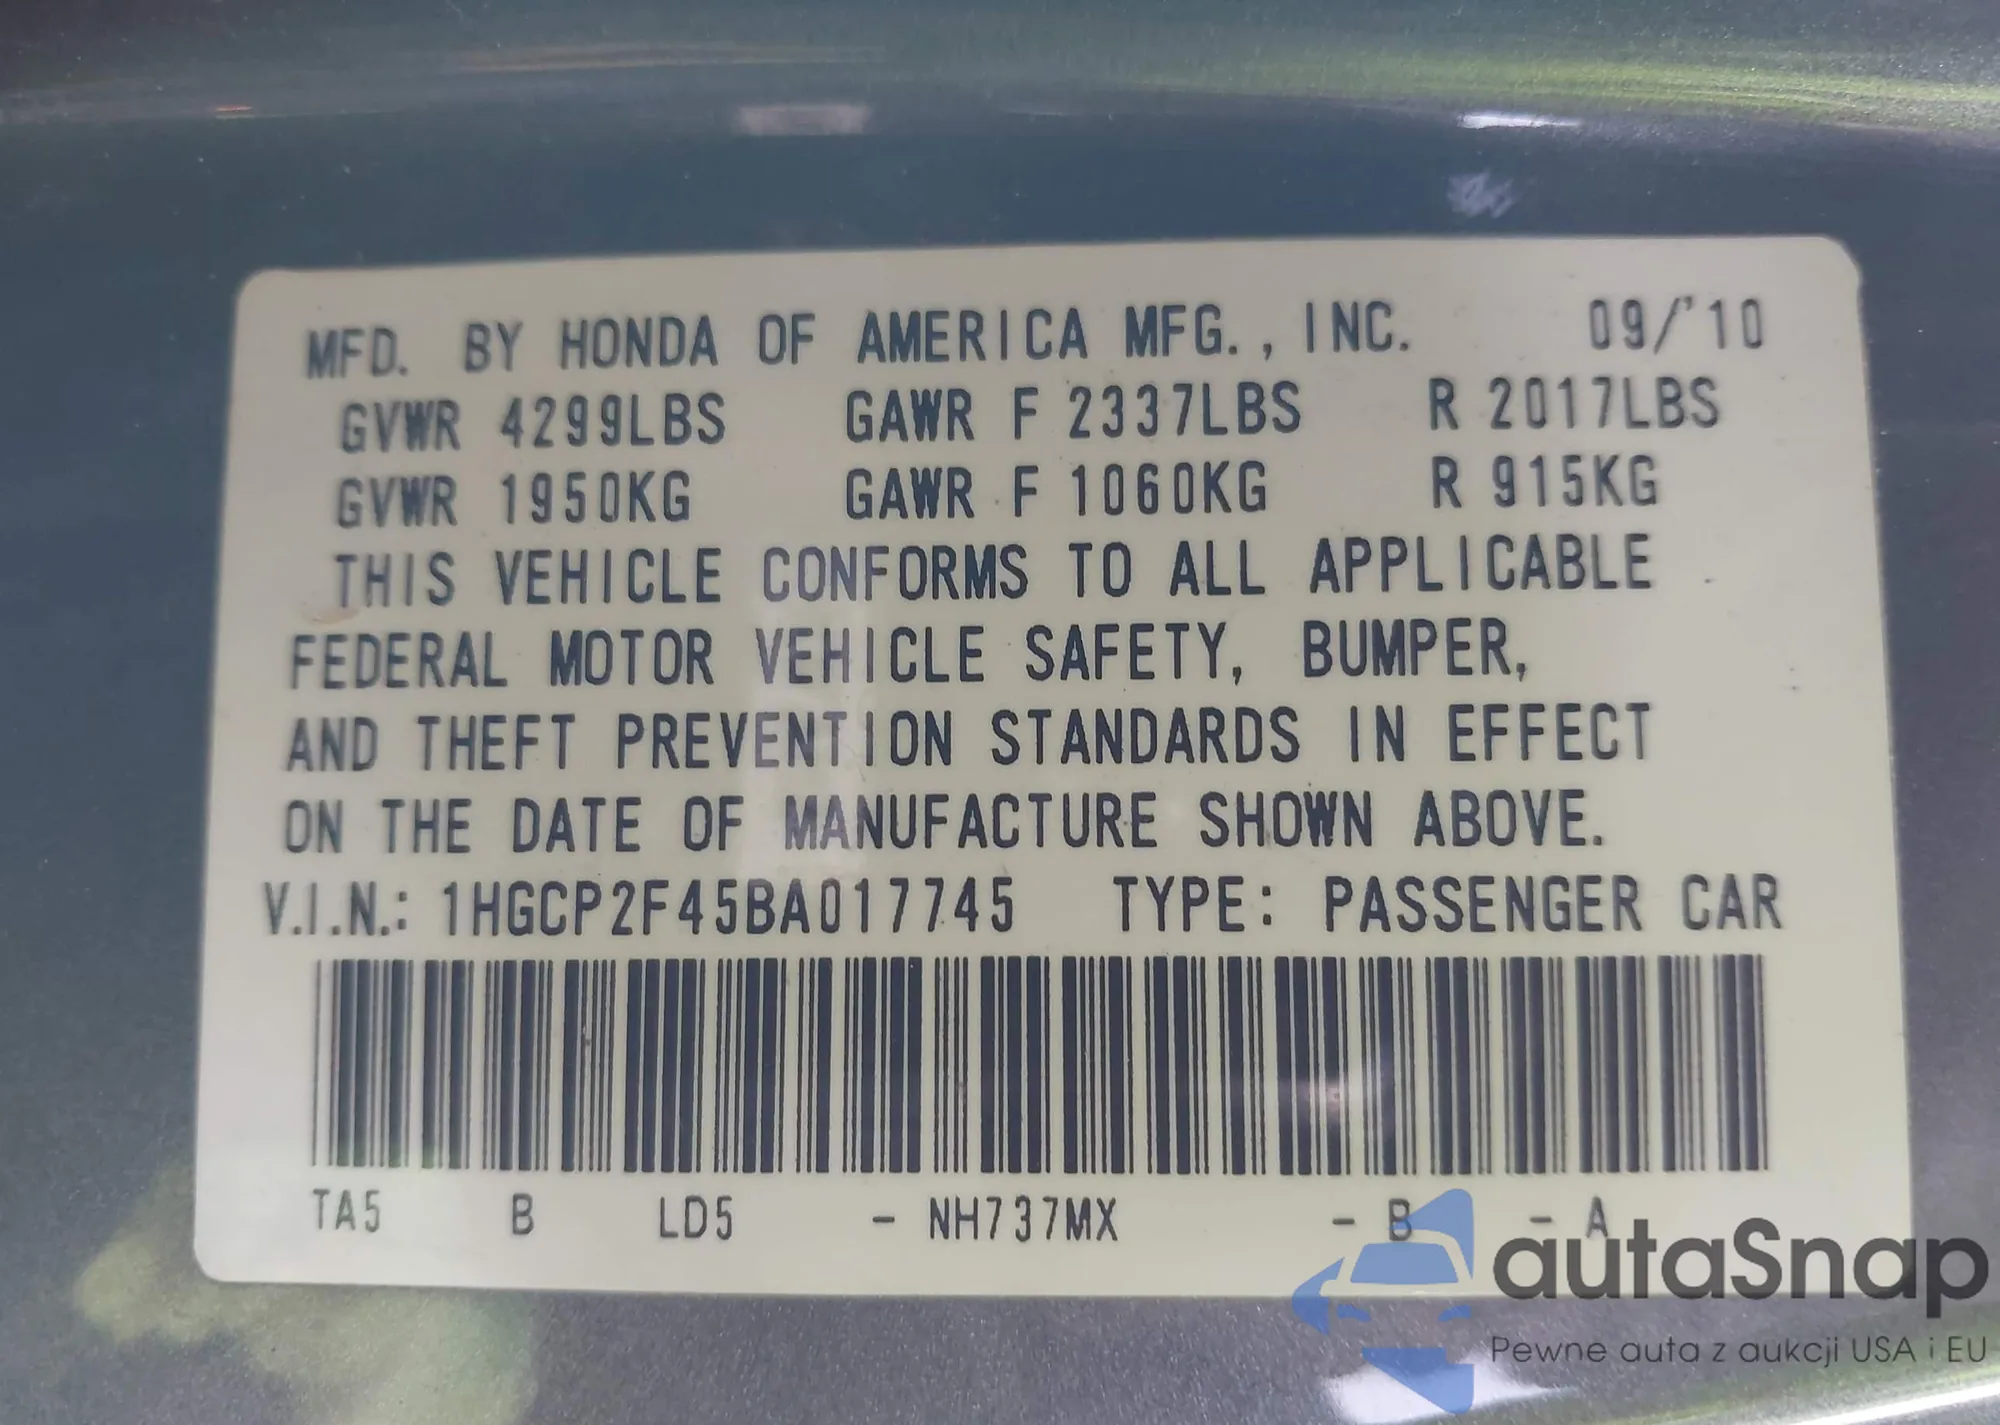 MFD. BY HONDA OF AMERICA MFG., INC. 09/'10
GVWR 4299LBS GAWR F 2337LBS R 2017LBS
GVWR 1950KG GAWR F 1060KG R 915KG
THIS VEHICLE CONFORMS TO ALL APPLICABLE
FEDERAL MOTOR VEHICLE SAFETY, BUMPER,
AND THEFT PREVENTION STANDARDS IN EFFECT
ON THE DATE OF MANUFACTURE SHOWN ABOVE.
V.I.N.: 1HGCP2F45BA017745 TYPE: PASSENGER CAR
TA5 B LD5 - NH737MX - B - A
autaSnap
Pewne auta z aukcji USA i EU